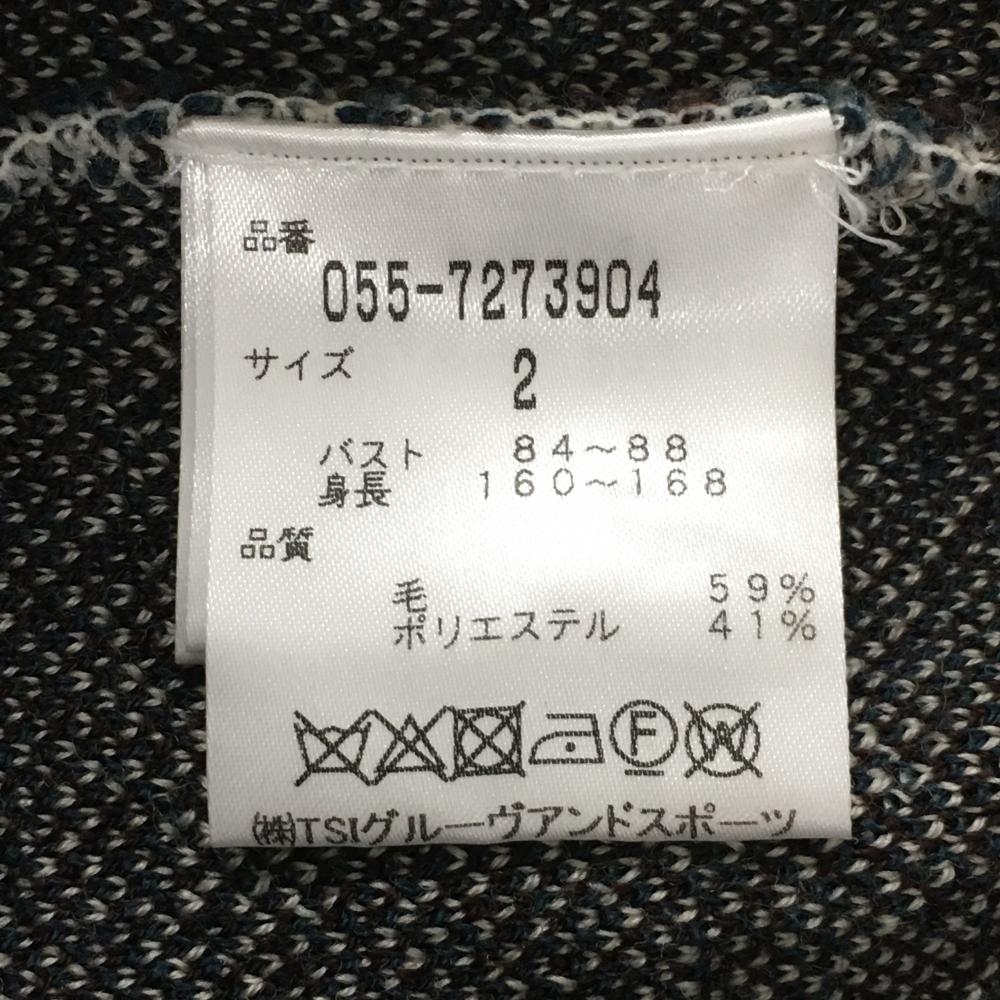 品番
055-7273904
サイズ 2
バスト 84～88
身長 160～168
品質
毛 59%
ポリエステル 41%
F W
㈱TSIグルーヴアンドスポーツ